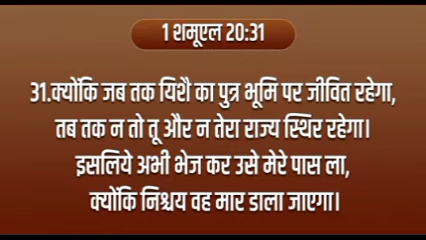 1 शमूएल 20:31
31.क्योंकि जब तक यिशै का पुत्र भूमि पर जीवित रहेगा,
तब तक न तो तू और न तेरा राज्य स्थिर रहेगा।
इसलिये अभी भेज कर उसे मेरे पास ला,
क्योंकि निश्चय वह मार डाला जाएगा।